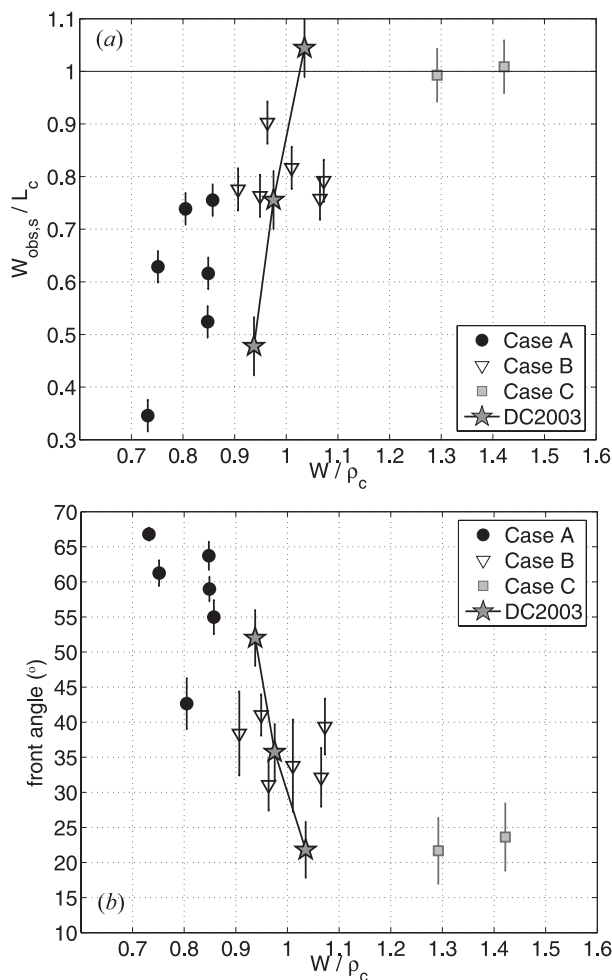 (a)
1.1
1
0.9
0.8
0.7
0.6
0.5
0.4
0.3
W_obs,s / L_c
Case A
Case B
Case C
DC2003
0.7 0.8 0.9 1 1.1 1.2 1.3 1.4 1.5 1.6
W / ρ_c
70
65
60
55
50
45
40
35
30
25
20
15
10
front angle (º)
Case A
Case B
Case C
DC2003
(b)
0.7 0.8 0.9 1 1.1 1.2 1.3 1.4 1.5 1.6
W / ρ_c